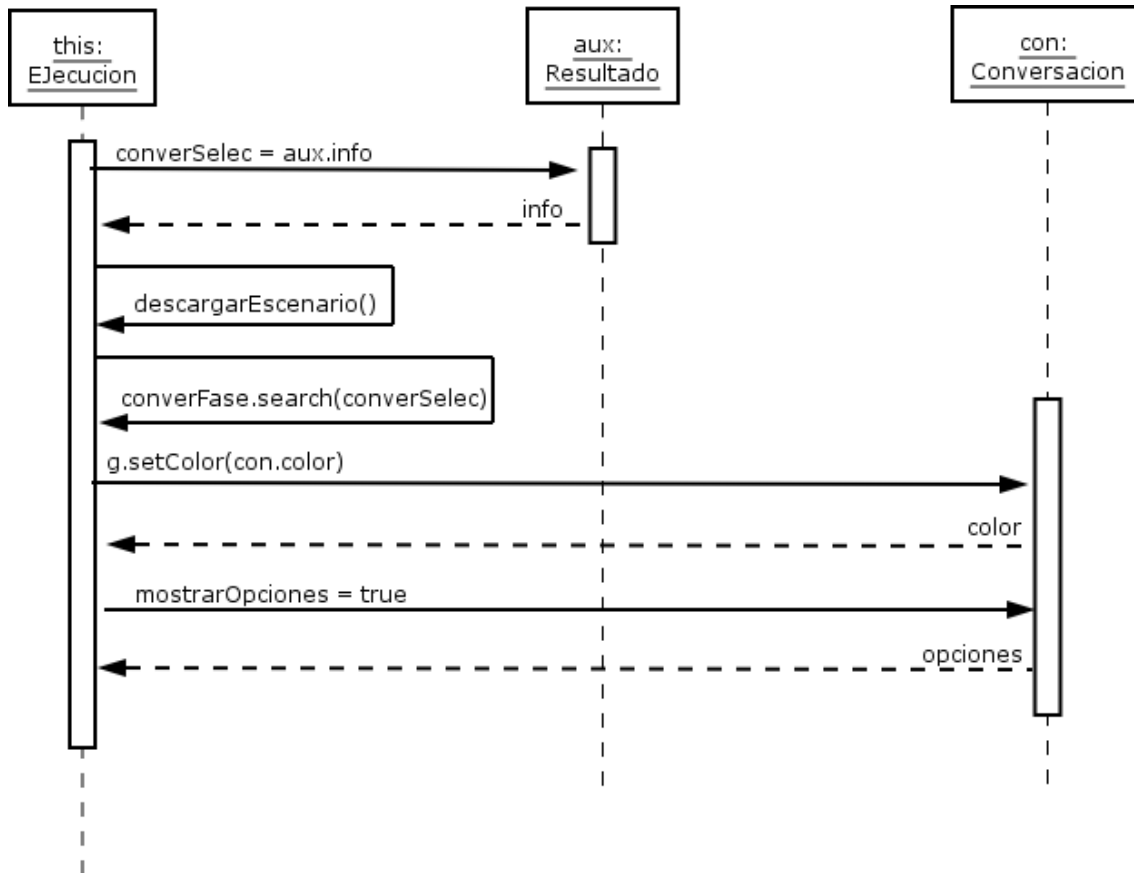 this:
EJecucion
aux:
Resultado
con:
Conversacion
converSelec = aux.info
info
descargarEscenario()
converFase.search(converSelec)
g.setColor(con.color)
color
mostrarOpciones = true
opciones